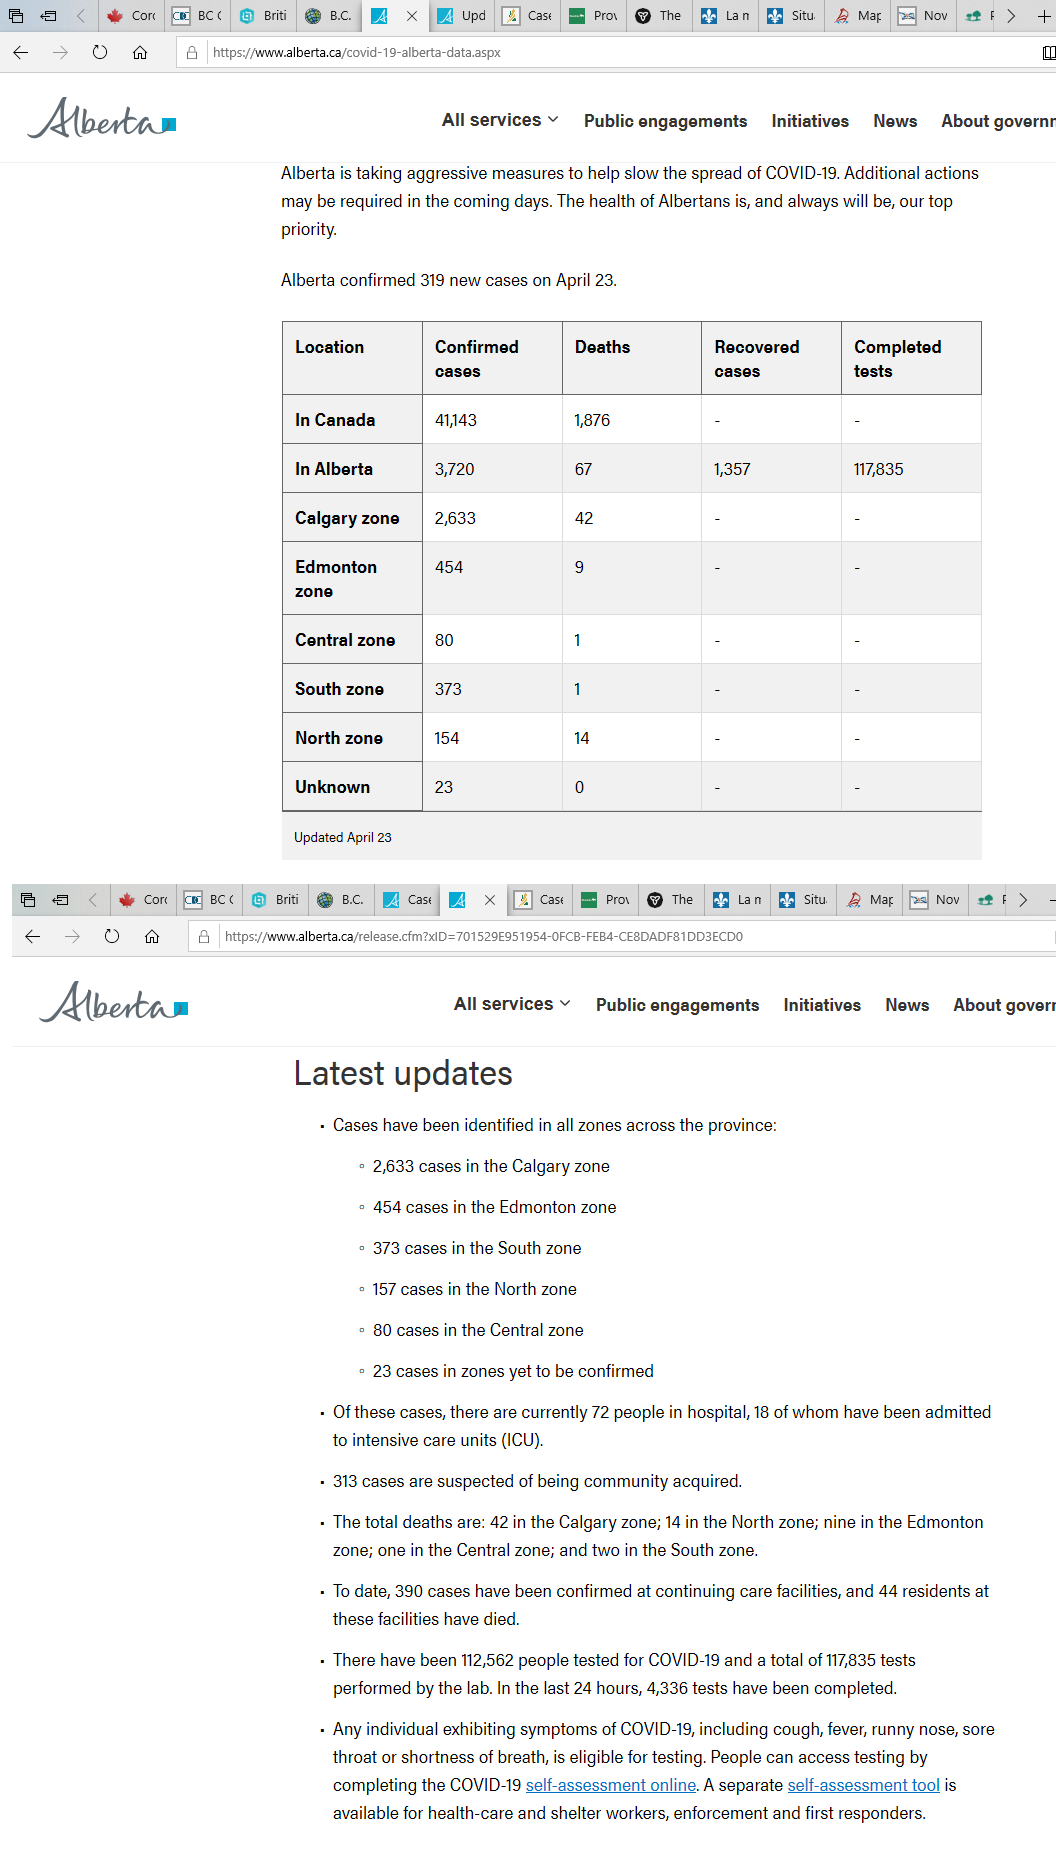 Coro BC C Briti B.C. Upd Case Prov The La m Situ Map Nov F
https://www.alberta.ca/covid-19-alberta-data.aspx
Alberta All services Public engagements Initiatives News About governm
Alberta is taking aggressive measures to help slow the spread of COVID-19. Additional actions
may be required in the coming days. The health of Albertans is, and always will be, our top
priority.
Alberta confirmed 319 new cases on April 23.
Location Confirmed cases Deaths Recovered cases Completed tests
In Canada 41,143 1,876 - -
In Alberta 3,720 67 1,357 117,835
Calgary zone 2,633 42 - -
Edmonton zone 454 9 - -
Central zone 80 1 - -
South zone 373 1 - -
North zone 154 14 - -
Unknown 23 0 - -
Updated April 23
Coro BC C Briti B.C. Case Case Prov The La m Situ Map Nov F
https://www.alberta.ca/release.cfm?xID=701529E951954-0FCB-FEB4-CE8DADF81DD3ECD0
Alberta All services Public engagements Initiatives News About govern
Latest updates
▪ Cases have been identified in all zones across the province:
◦ 2,633 cases in the Calgary zone
◦ 454 cases in the Edmonton zone
◦ 373 cases in the South zone
◦ 157 cases in the North zone
◦ 80 cases in the Central zone
◦ 23 cases in zones yet to be confirmed
▪ Of these cases, there are currently 72 people in hospital, 18 of whom have been admitted
to intensive care units (ICU).
▪ 313 cases are suspected of being community acquired.
▪ The total deaths are: 42 in the Calgary zone; 14 in the North zone; nine in the Edmonton
zone; one in the Central zone; and two in the South zone.
▪ To date, 390 cases have been confirmed at continuing care facilities, and 44 residents at
these facilities have died.
▪ There have been 112,562 people tested for COVID-19 and a total of 117,835 tests
performed by the lab. In the last 24 hours, 4,336 tests have been completed.
▪ Any individual exhibiting symptoms of COVID-19, including cough, fever, runny nose, sore
throat or shortness of breath, is eligible for testing. People can access testing by
completing the COVID-19 self-assessment online. A separate self-assessment tool is
available for health-care and shelter workers, enforcement and first responders.